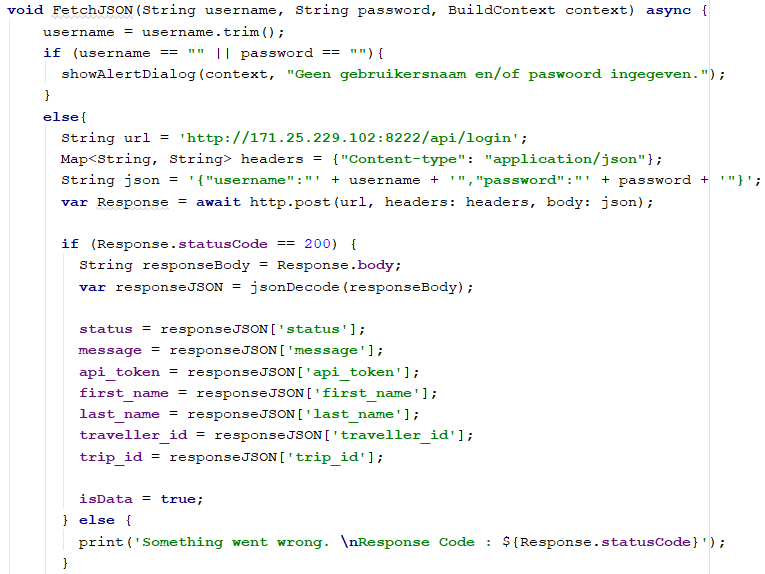 void FetchJSON(String username, String password, BuildContext context) async {
    username = username.trim();
    if (username == "" || password == ""){
      showAlertDialog(context, "Geen gebruikersnaam en/of paswoord ingegeven.");
    }
    else{
      String url = 'http://171.25.229.102:8222/api/login';
      Map<String, String> headers = {"Content-type": "application/json"};
      String json = '{"username":"' + username + '","password":"' + password + '"}';
      var Response = await http.post(url, headers: headers, body: json);

      if (Response.statusCode == 200) {
        String responseBody = Response.body;
        var responseJSON = jsonDecode(responseBody);

        status = responseJSON['status'];
        message = responseJSON['message'];
        api_token = responseJSON['api_token'];
        first_name = responseJSON['first_name'];
        last_name = responseJSON['last_name'];
        traveller_id = responseJSON['traveller_id'];
        trip_id = responseJSON['trip_id'];

        isData = true;
      } else {
        print('Something went wrong. \nResponse Code : ${Response.statusCode}');
      }